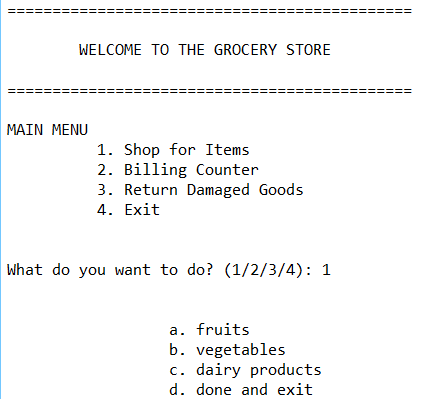 =============================================
WELCOME TO THE GROCERY STORE
=============================================
MAIN MENU
1. Shop for Items
2. Billing Counter
3. Return Damaged Goods
4. Exit
What do you want to do? (1/2/3/4): 1
a. fruits
b. vegetables
c. dairy products
d. done and exit